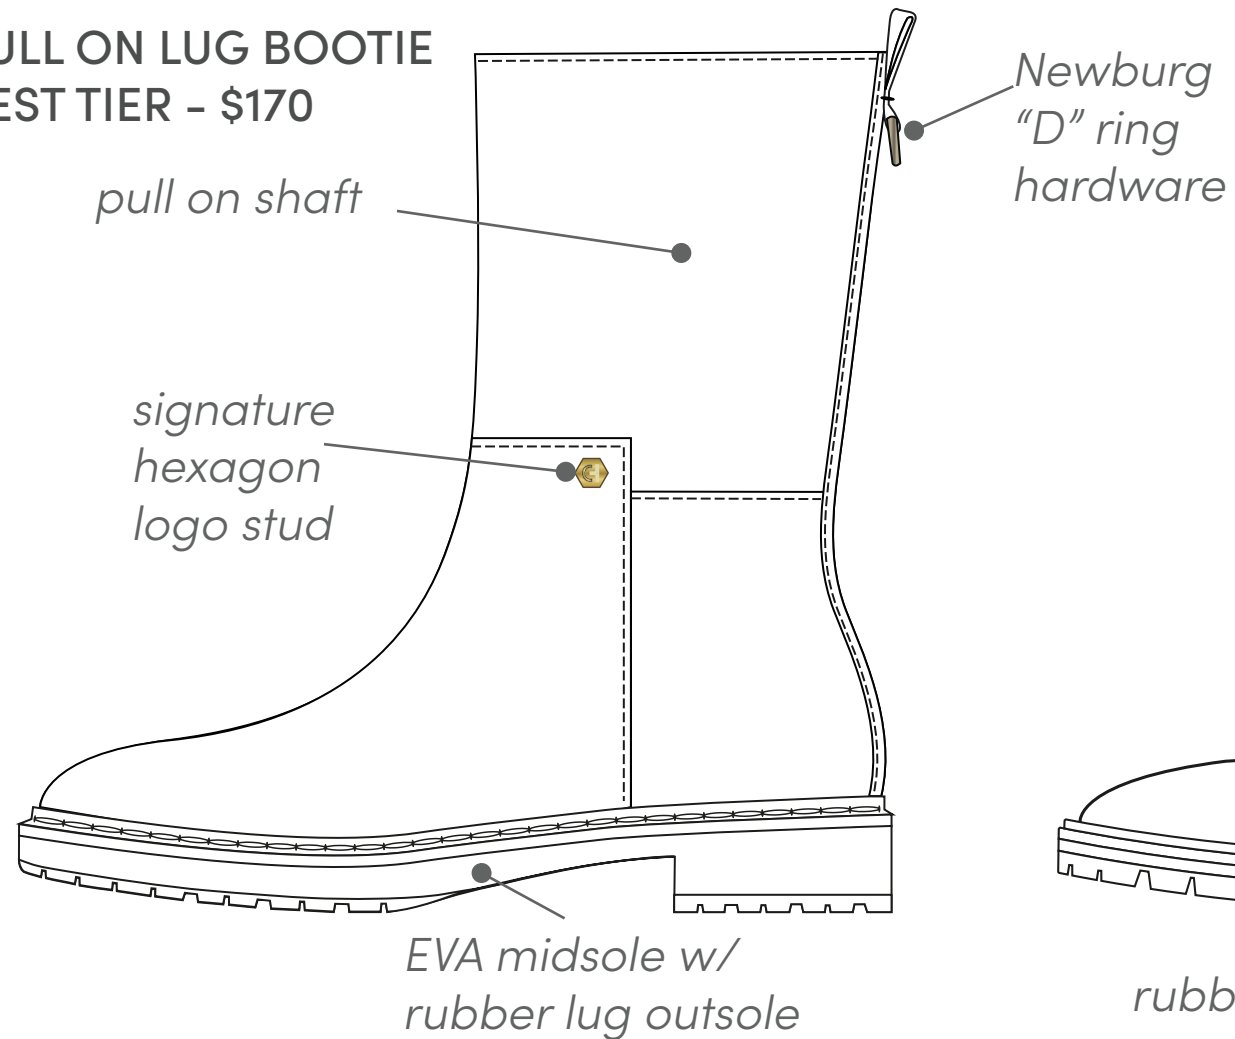 ULL ON LUG BOOTIE
EST TIER - $170
Newburg
“D” ring
hardware
pull on shaft
signature
hexagon
logo stud
EVA midsole w/
rubber lug outsole
rubb